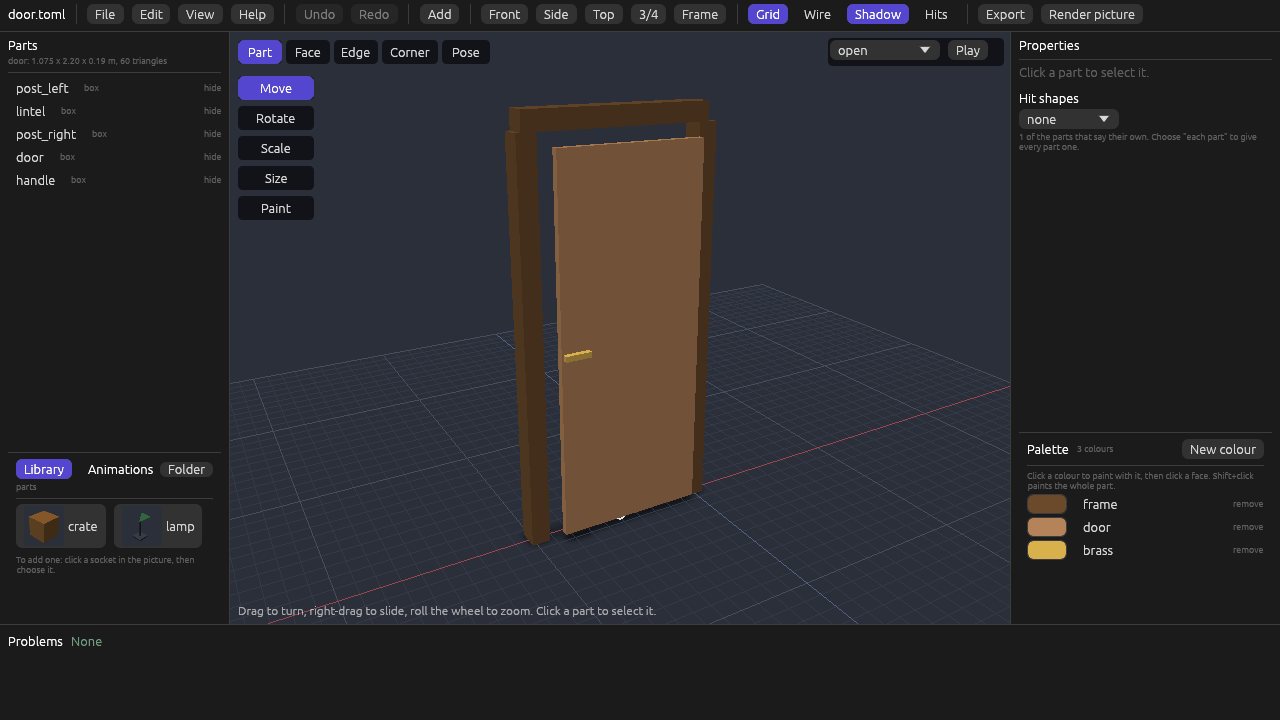 door.toml File Edit View Help Undo Redo Add Front Side Top 3/4 Frame Grid Wire Shadow Hits Export Render picture
Parts
door: 1.075 x 2.20 x 0.19 m, 60 triangles
post_left box hide
lintel box hide
post_right box hide
door box hide
handle box hide
Library Animations Folder
parts
crate lamp
To add one: click a socket in the picture, then
choose it.
Part Face Edge Corner Pose
open Play
Move
Rotate
Scale
Size
Paint
Drag to turn, right-drag to slide, roll the wheel to zoom. Click a part to select it.
Properties
Click a part to select it.
Hit shapes
none
1 of the parts that say their own. Choose "each part" to give
every part one.
Palette 3 colours New colour
Click a colour to paint with it, then click a face. Shift+click
paints the whole part.
frame remove
door remove
brass remove
Problems None